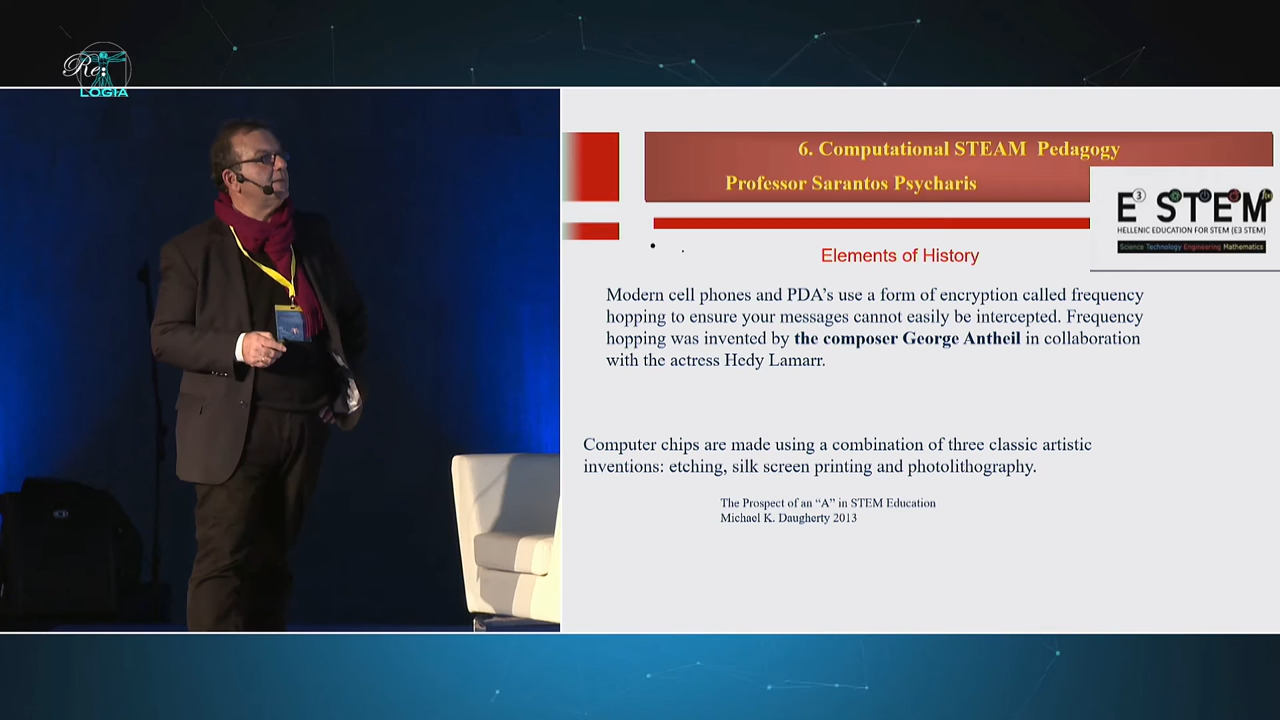 Re:
LOGIA
6. Computational STEAM Pedagogy
Professor Sarantos Psycharis
E3 STEM
HELLENIC EDUCATION FOR STEM (E3 STEM)
Science Technology Engineering Mathematics
Elements of History
Modern cell phones and PDA's use a form of encryption called frequency
hopping to ensure your messages cannot easily be intercepted. Frequency
hopping was invented by the composer George Antheil in collaboration
with the actress Hedy Lamarr.
Computer chips are made using a combination of three classic artistic
inventions: etching, silk screen printing and photolithography.
The Prospect of an “A” in STEM Education
Michael K. Daugherty 2013